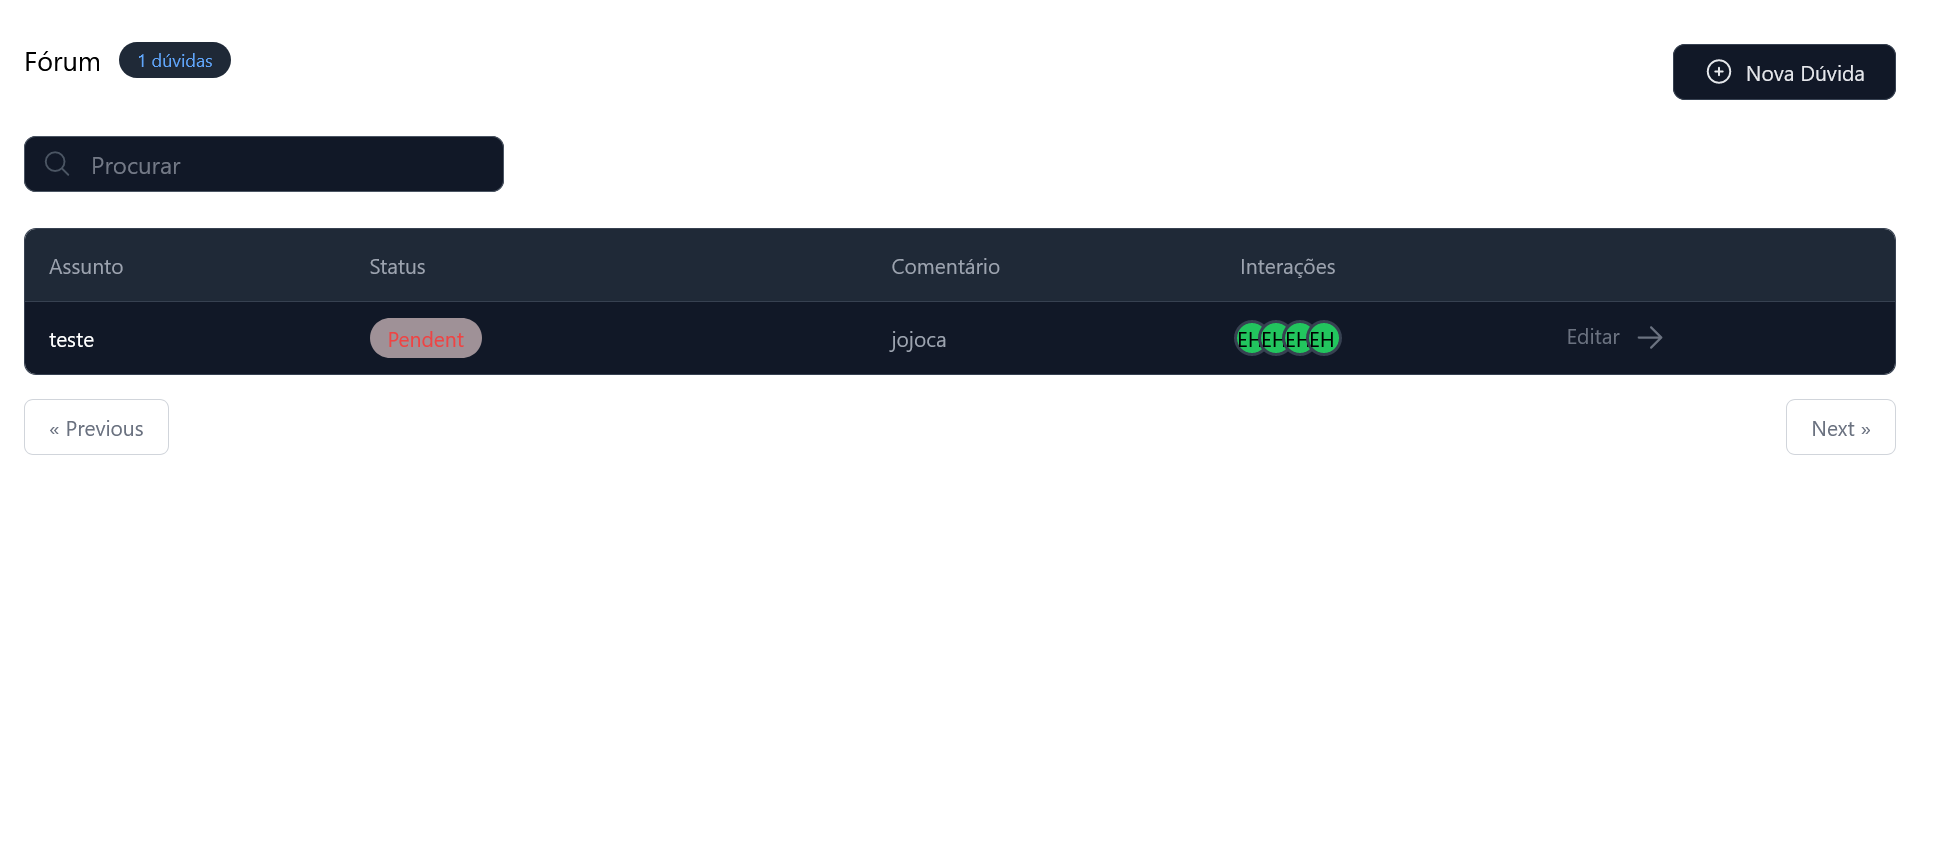 Fórum 1 dúvidas
Nova Dúvida
Procurar
Assunto Status Comentário Interações
teste Pendent jojoca EH EH EH EH Editar
« Previous Next »